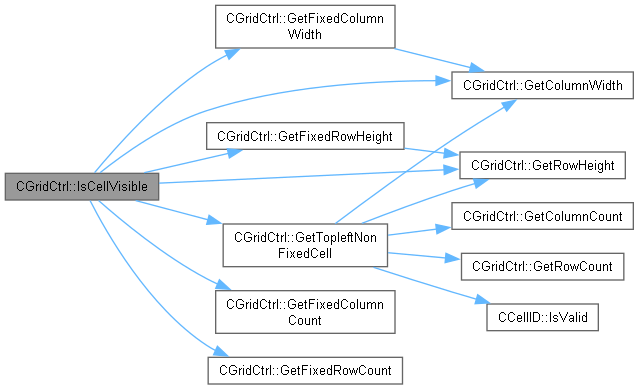 CGridCtrl::IsCellVisible
CGridCtrl::GetFixedColumn
Width
CGridCtrl::GetColumnWidth
CGridCtrl::GetFixedRowHeight
CGridCtrl::GetRowHeight
CGridCtrl::GetTopleftNon
FixedCell
CGridCtrl::GetColumnCount
CGridCtrl::GetRowCount
CCellID::IsValid
CGridCtrl::GetFixedColumn
Count
CGridCtrl::GetFixedRowCount